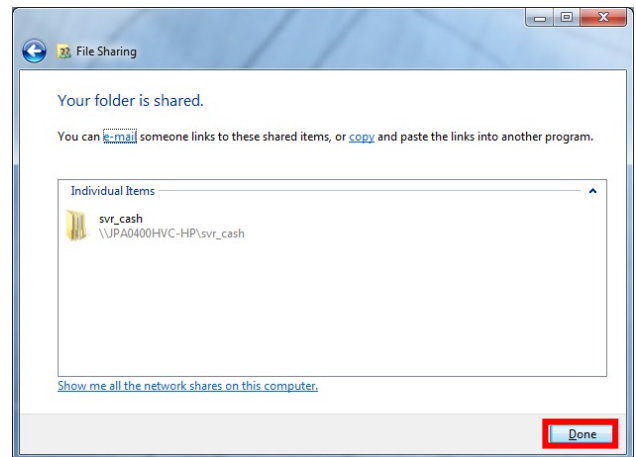 File Sharing
Your folder is shared.
You can e-mail someone links to these shared items, or copy and paste the links into another program.
Individual Items
svr_cash
\\JPA0400HVC-HP\svr_cash
Show me all the network shares on this computer.
Done